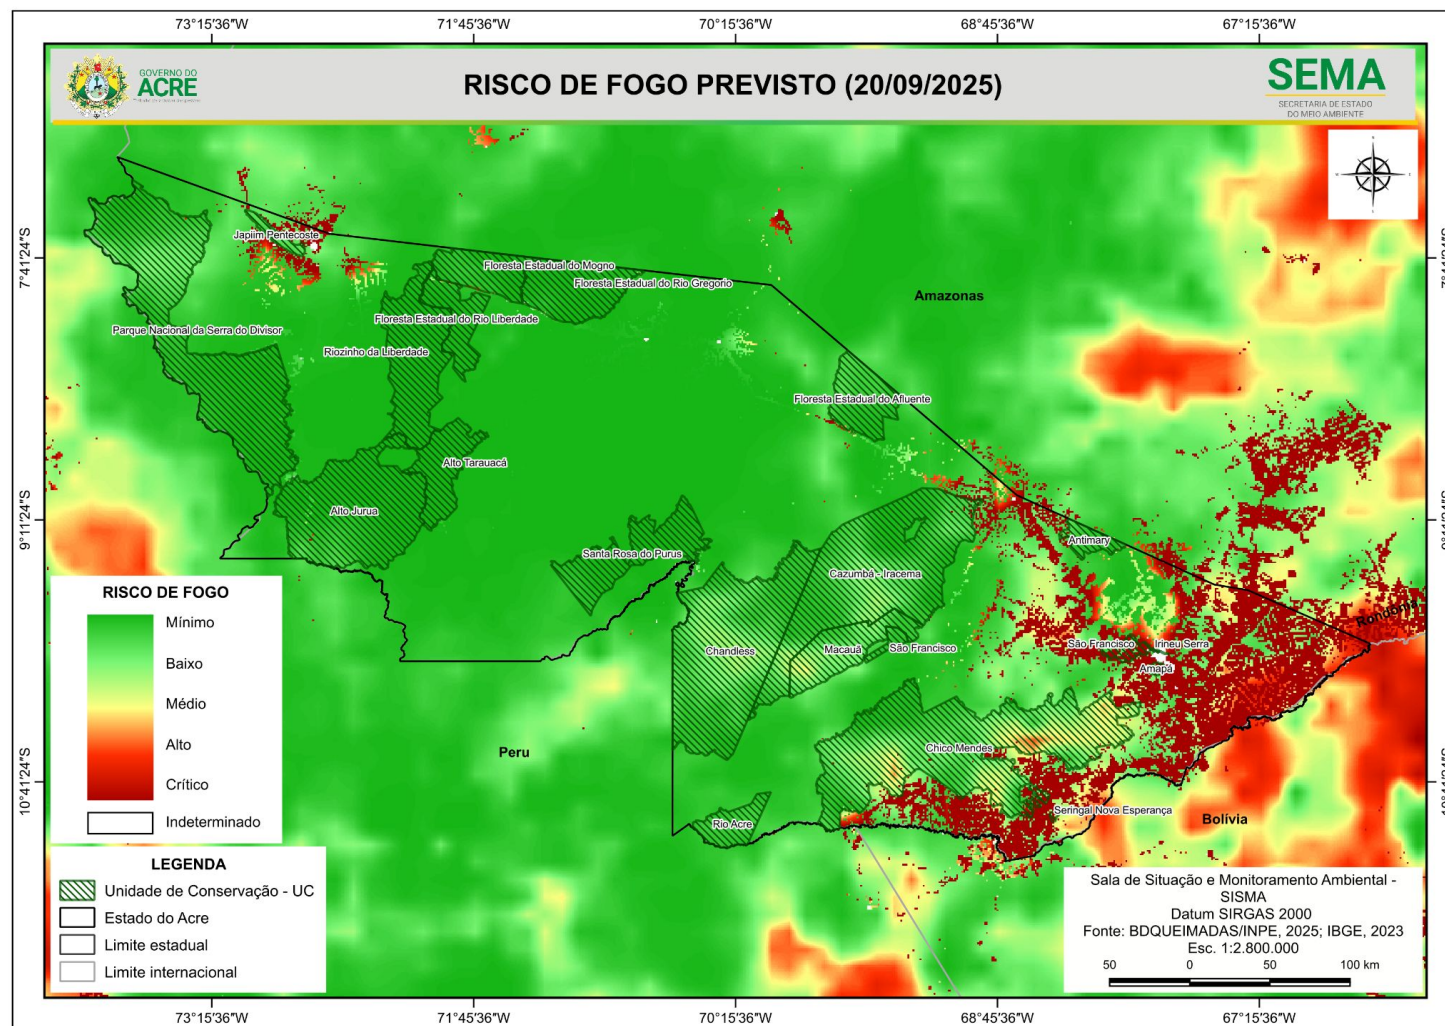 73°15'36"W
71°45'36"W
70°15'36"W
68°45'36"W
67°15'36"W
GOVERNO DO
ACRE
RISCO DE FOGO PREVISTO (20/09/2025)
SEMA
SECRETARIA DE ESTADO
DO MEIO AMBIENTE
7°41'24"S
9°11'24"S
10°41'24"S
Japiim Pentecoste
Floresta Estadual do Mogno
Floresta Estadual do Rio Gregorio
Amazonas
Floresta Estadual do Rio Liberdade
Parque Nacional da Serra do Divisor
Riozinho da Liberdade
Floresta Estadual do Afluente
Alto Tarauacá
Alto Jurua
Antimary
Santa Rosa do Purus
Cazumbá - Iracema
Rondônia
São Francisco
Irineu Serra
Chandless
Macauã
São Francisco
Amapá
Peru
Chico Mendes
Seringal Nova Esperança
Bolívia
Rio Acre
RISCO DE FOGO
Mínimo
Baixo
Médio
Alto
Crítico
Indeterminado
LEGENDA
Unidade de Conservação - UC
Estado do Acre
Limite estadual
Limite internacional
Sala de Situação e Monitoramento Ambiental -
SISMA
Datum SIRGAS 2000
Fonte: BDQUEIMADAS/INPE, 2025; IBGE, 2023
Esc. 1:2.800.000
50 0 50 100 km
73°15'36"W
71°45'36"W
70°15'36"W
68°45'36"W
67°15'36"W